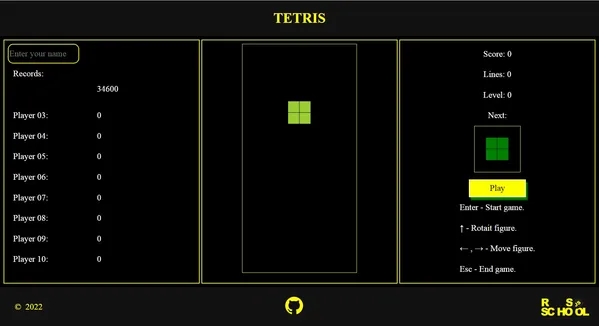 TETRIS
Enter your name
Records:
34600
Player 03: 0
Player 04: 0
Player 05: 0
Player 06: 0
Player 07: 0
Player 08: 0
Player 09: 0
Player 10: 0
Score: 0
Lines: 0
Level: 0
Next:
Play
Enter - Start game.
↑ - Rotait figure.
← , → - Move figure.
Esc - End game.
© 2022
R S
SCHOOL